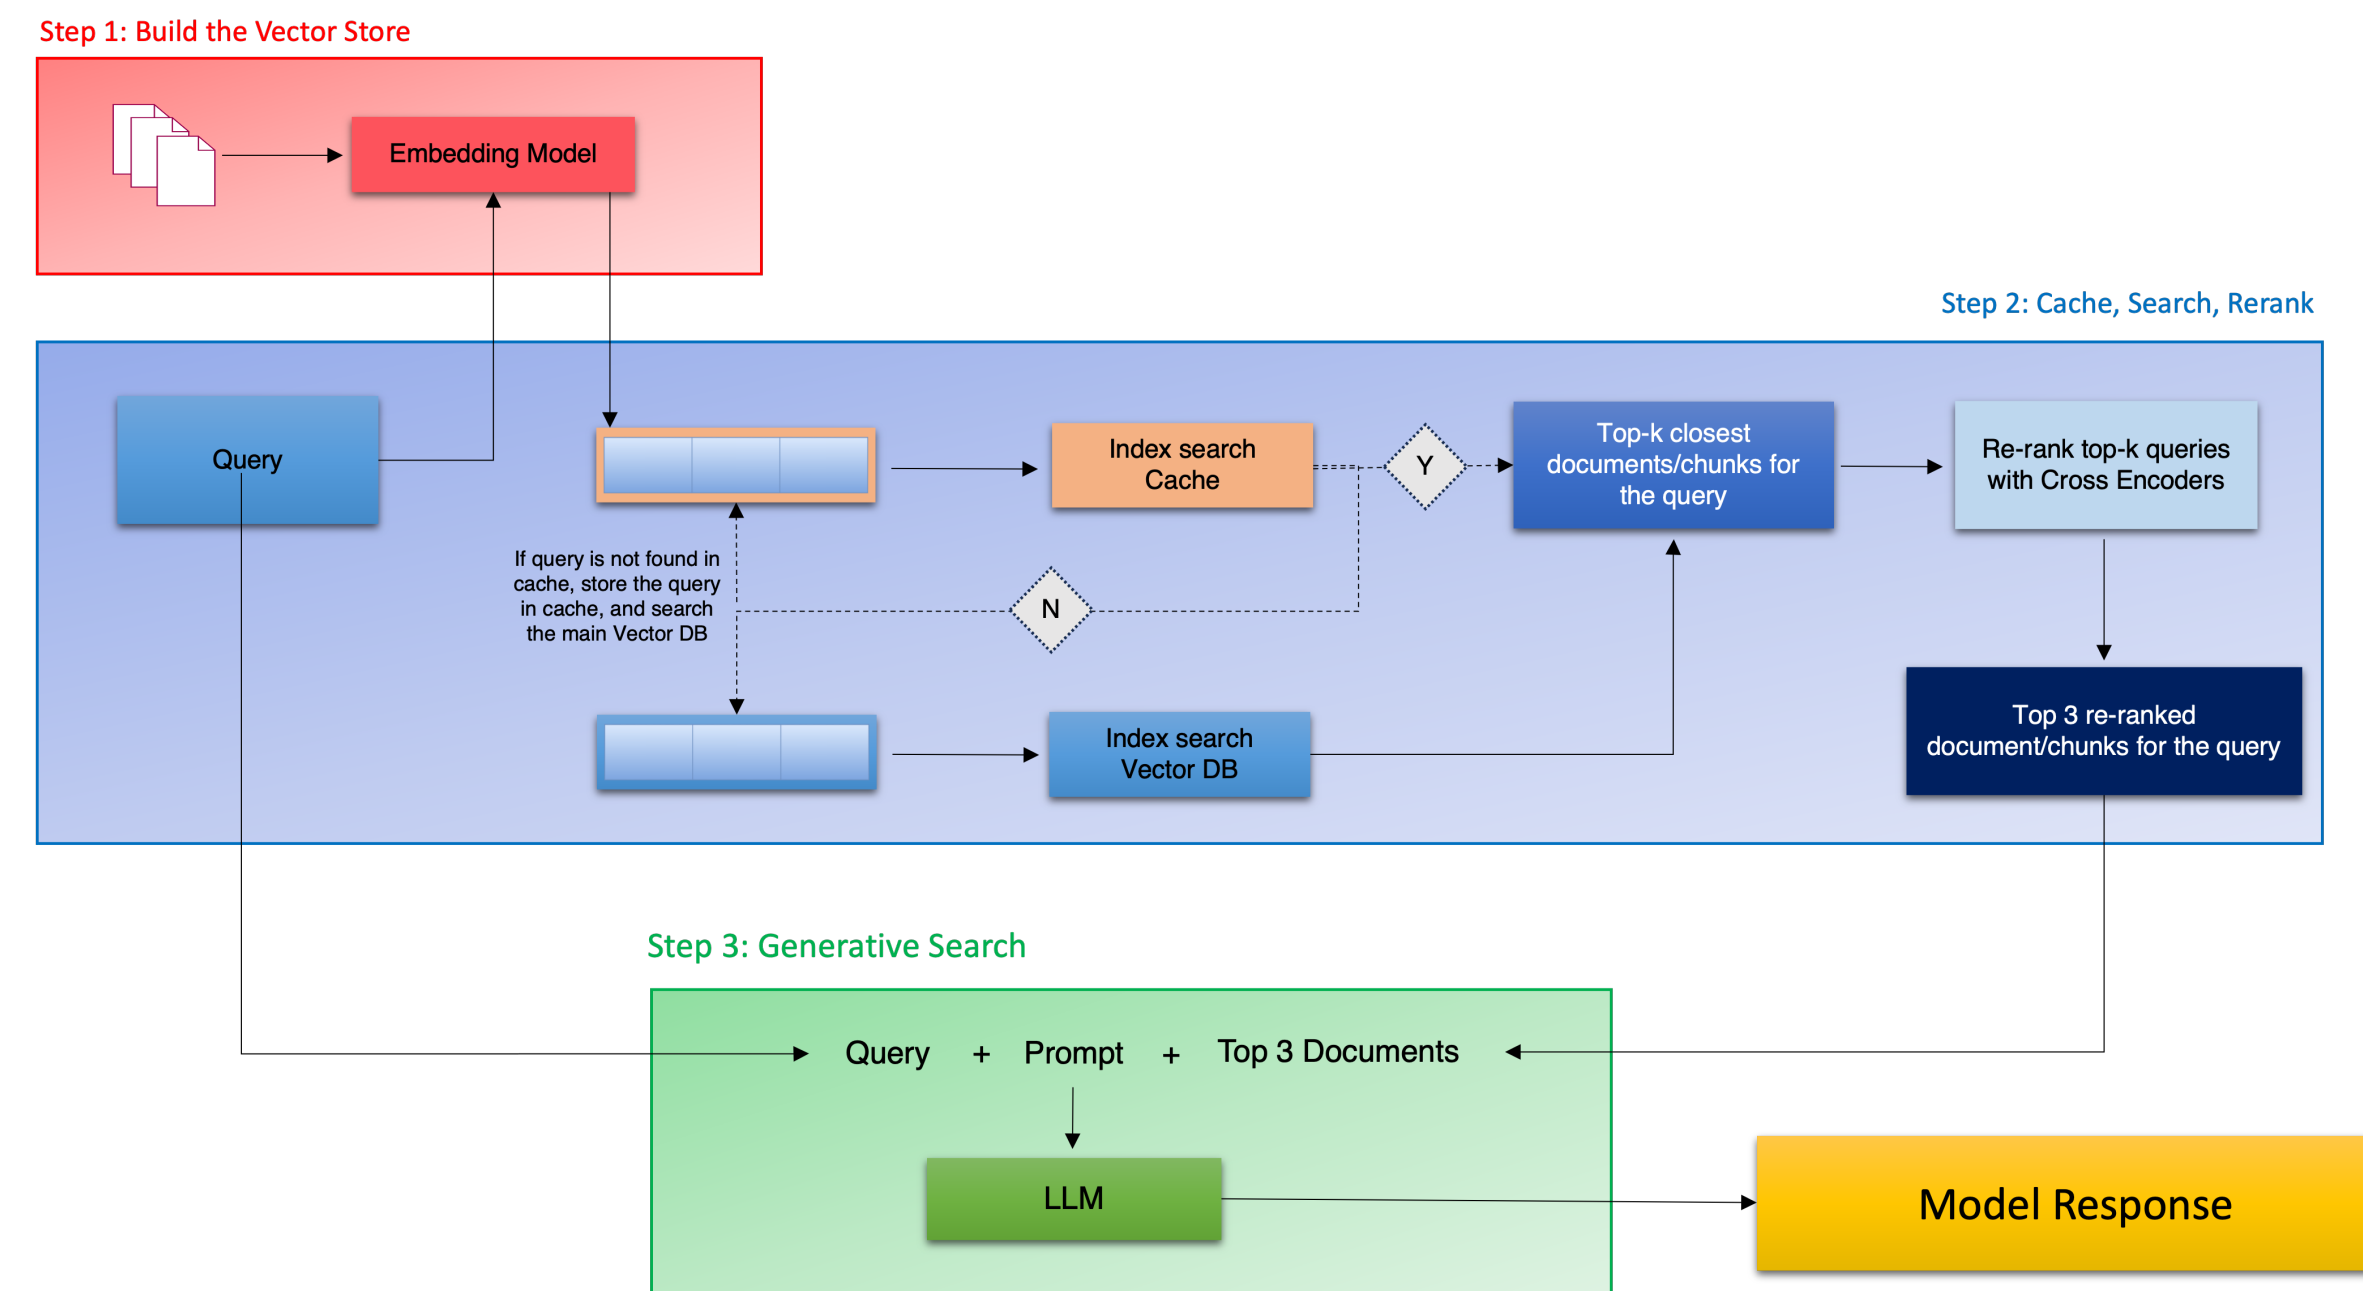 Step 1: Build the Vector Store
Embedding Model
Step 2: Cache, Search, Rerank
Query
Index search
Cache
Y
Top-k closest
documents/chunks for
the query
Re-rank top-k queries
with Cross Encoders
If query is not found in
cache, store the query
in cache, and search
the main Vector DB
N
Index search
Vector DB
Top 3 re-ranked
document/chunks for the query
Step 3: Generative Search
Query + Prompt + Top 3 Documents
LLM
Model Response